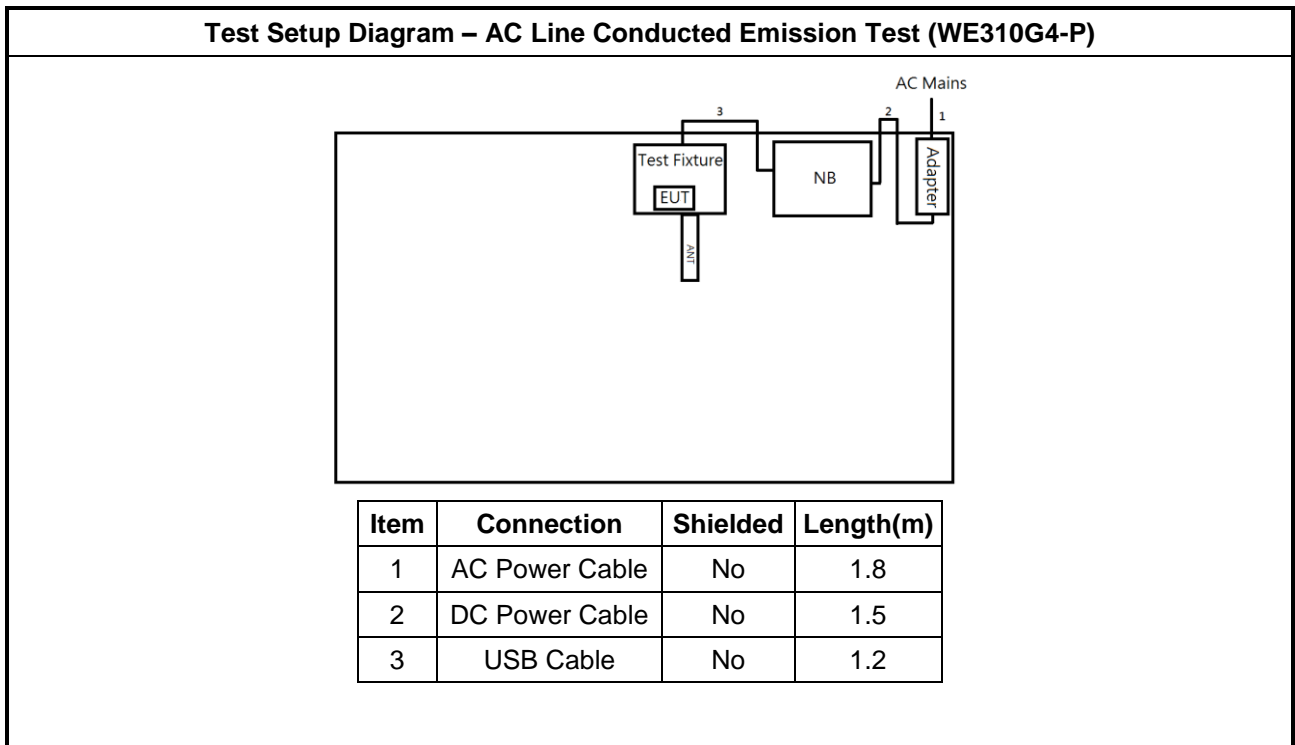 Test Setup Diagram – AC Line Conducted Emission Test (WE310G4-P)
AC Mains
3
2
1
Test Fixture
NB
Adapter
EUT
ANT
Item Connection Shielded Length(m)
1 AC Power Cable No 1.8
2 DC Power Cable No 1.5
3 USB Cable No 1.2